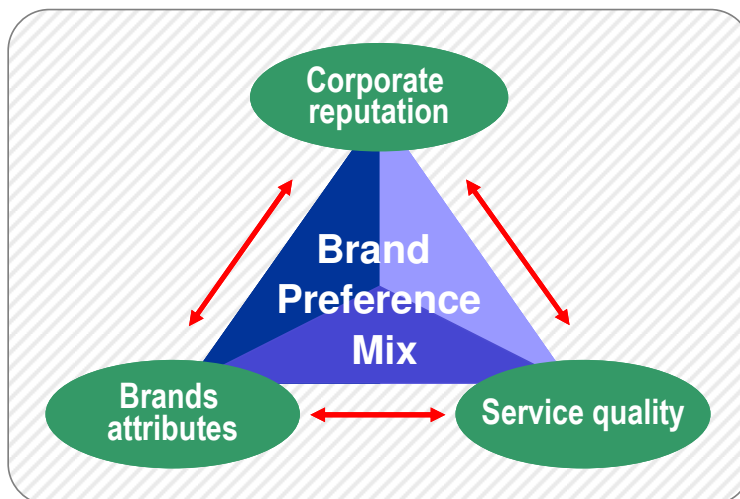 Corporate
reputation
Brand
Preference
Mix
Brands
attributes
Service quality